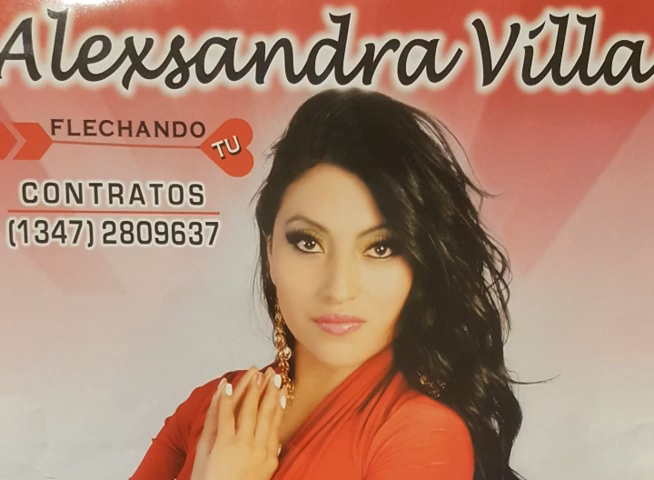 Alexsandra Villa
FLECHANDO
TU
CONTRATOS
(1347) 2809637